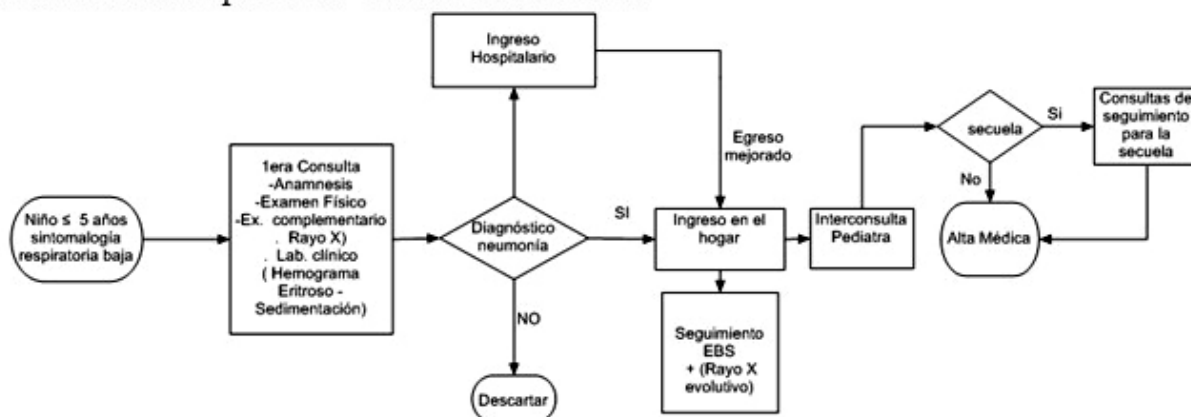 Niño ≤ 5 años
sintomalogía
respiratoria baja
1era Consulta
-Anamnesis
-Examen Físico
-Ex. complementario
. Rayo X)
. Lab. clínico
( Hemograma
Eritroso -
Sedimentación)
Diagnóstico
neumonía
Ingreso
Hospitalario
SI
NO
Descartar
Egreso
mejorado
Ingreso en el
hogar
Seguimiento
EBS
+ (Rayo X
evolutivo)
Interconsulta
Pediatra
secuela
Si
No
Consultas de
seguimiento
para la
secuela
Alta Médica